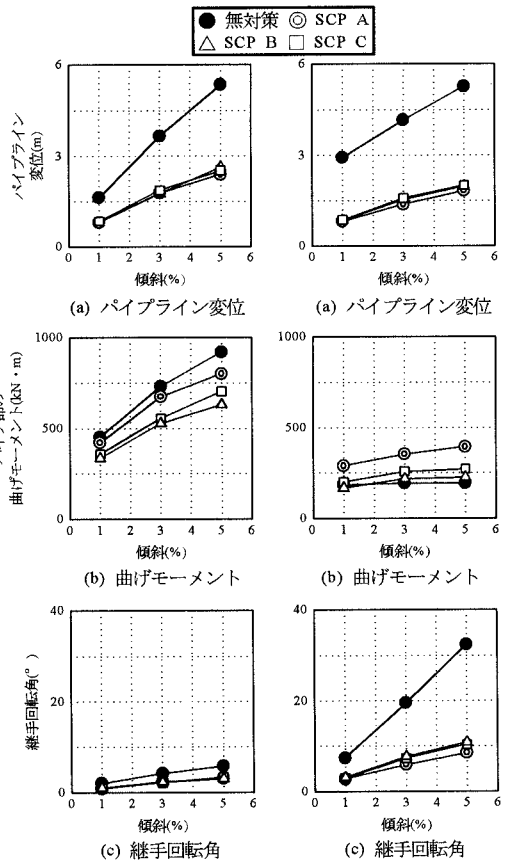 無対策 SCP A
SCP B SCP C
パイプライン
変位(m)
6
3
0
0 1 2 3 4 5 6
傾斜(%)
(a) パイプライン変位
6
3
0
0 1 2 3 4 5 6
傾斜(%)
(a) パイプライン変位
曲げモーメント(kN・m)
1000
500
0
0 1 2 3 4 5 6
傾斜(%)
(b) 曲げモーメント
1000
500
0
0 1 2 3 4 5 6
傾斜(%)
(b) 曲げモーメント
継手回転角(°)
40
20
0
0 1 2 3 4 5 6
傾斜(%)
(c) 継手回転角
40
20
0
0 1 2 3 4 5 6
傾斜(%)
(c) 継手回転角